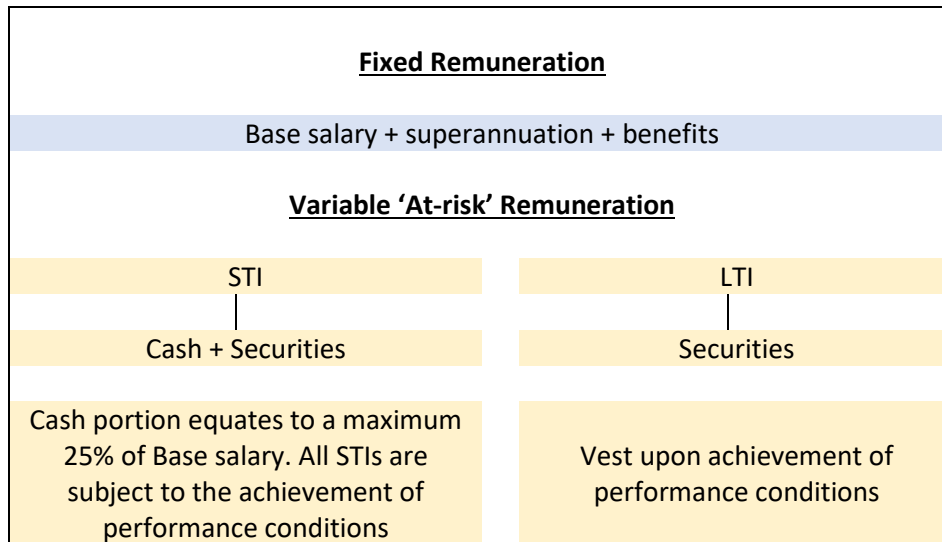 Fixed Remuneration
Base salary + superannuation + benefits
Variable ‘At-risk’ Remuneration
STI
Cash + Securities
Cash portion equates to a maximum
25% of Base salary. All STIs are
subject to the achievement of
performance conditions
LTI
Securities
Vest upon achievement of
performance conditions